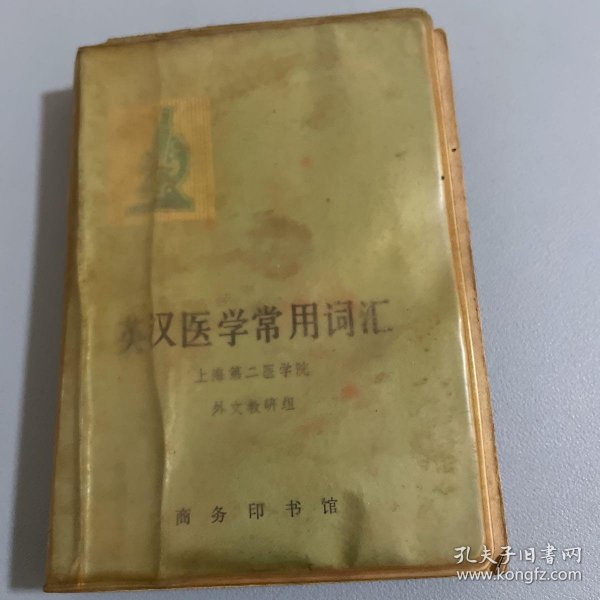 英汉医学常用词汇
上海第二医学院
外文教研组
商务印书馆
孔夫子旧书网
www.kongfz.com